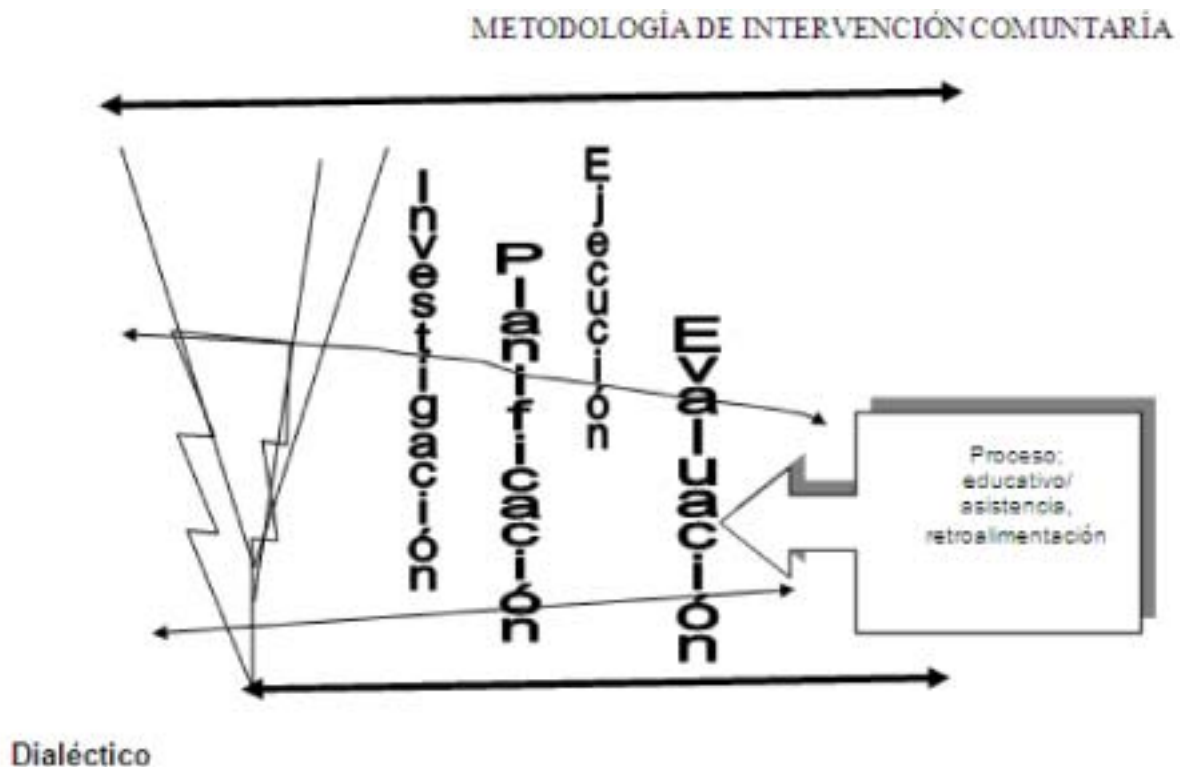 METODOLOGÍA DE INTERVENCIÓN COMUNTARÍA
Investigación
Planificación
Ejecución
Evaluación
Proceso;
educativo/
asistencia,
retroalimentación
Dialéctico